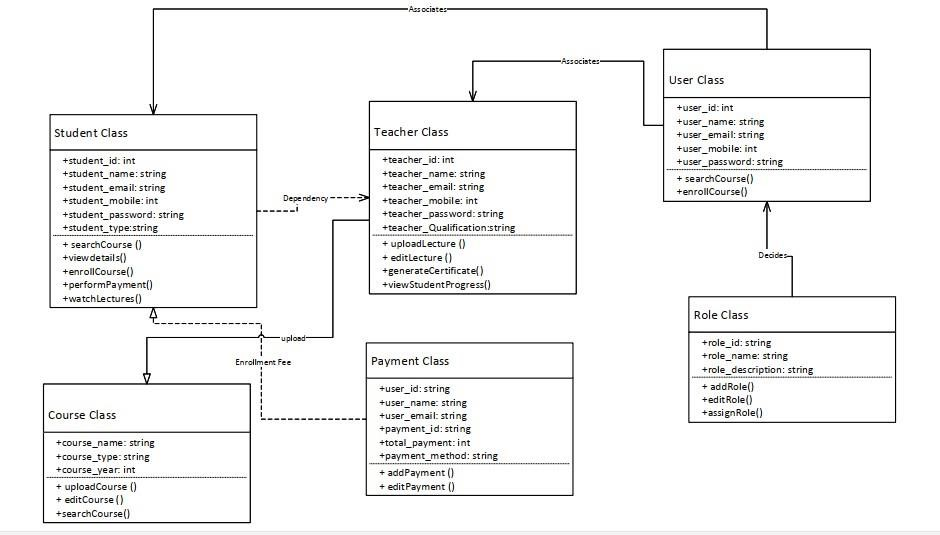 Associates
Associates
User Class
+user_id: int
+user_name: string
+user_email: string
+user_mobile: int
+user_password: string
+ searchCourse()
+enrollCourse()
Teacher Class
+teacher_id: int
+teacher_name: string
+teacher_email: string
+teacher_mobile: int
+teacher_password: string
+teacher_Qualification:string
+ uploadLecture ()
+ editLecture ()
+generateCertificate()
+viewStudentProgress()
Student Class
+student_id: int
+student_name: string
+student_email: string
+student_mobile: int
+student_password: string
+student_type:string
+ searchCourse ()
+viewdetails()
+enrollCourse()
+performPayment()
+watchLectures()
Dependency
Decides
Role Class
+role_id: string
+role_name: string
+role_description: string
+ addRole()
+editRole()
+assignRole()
upload
Enrollment Fee
Payment Class
+user_id: string
+user_name: string
+user_email: string
+payment_id: string
+total_payment: int
+payment_method: string
+ addPayment ()
+ editPayment ()
Course Class
+course_name: string
+course_type: string
+course_year: int
+ uploadCourse ()
+ editCourse ()
+searchCourse()